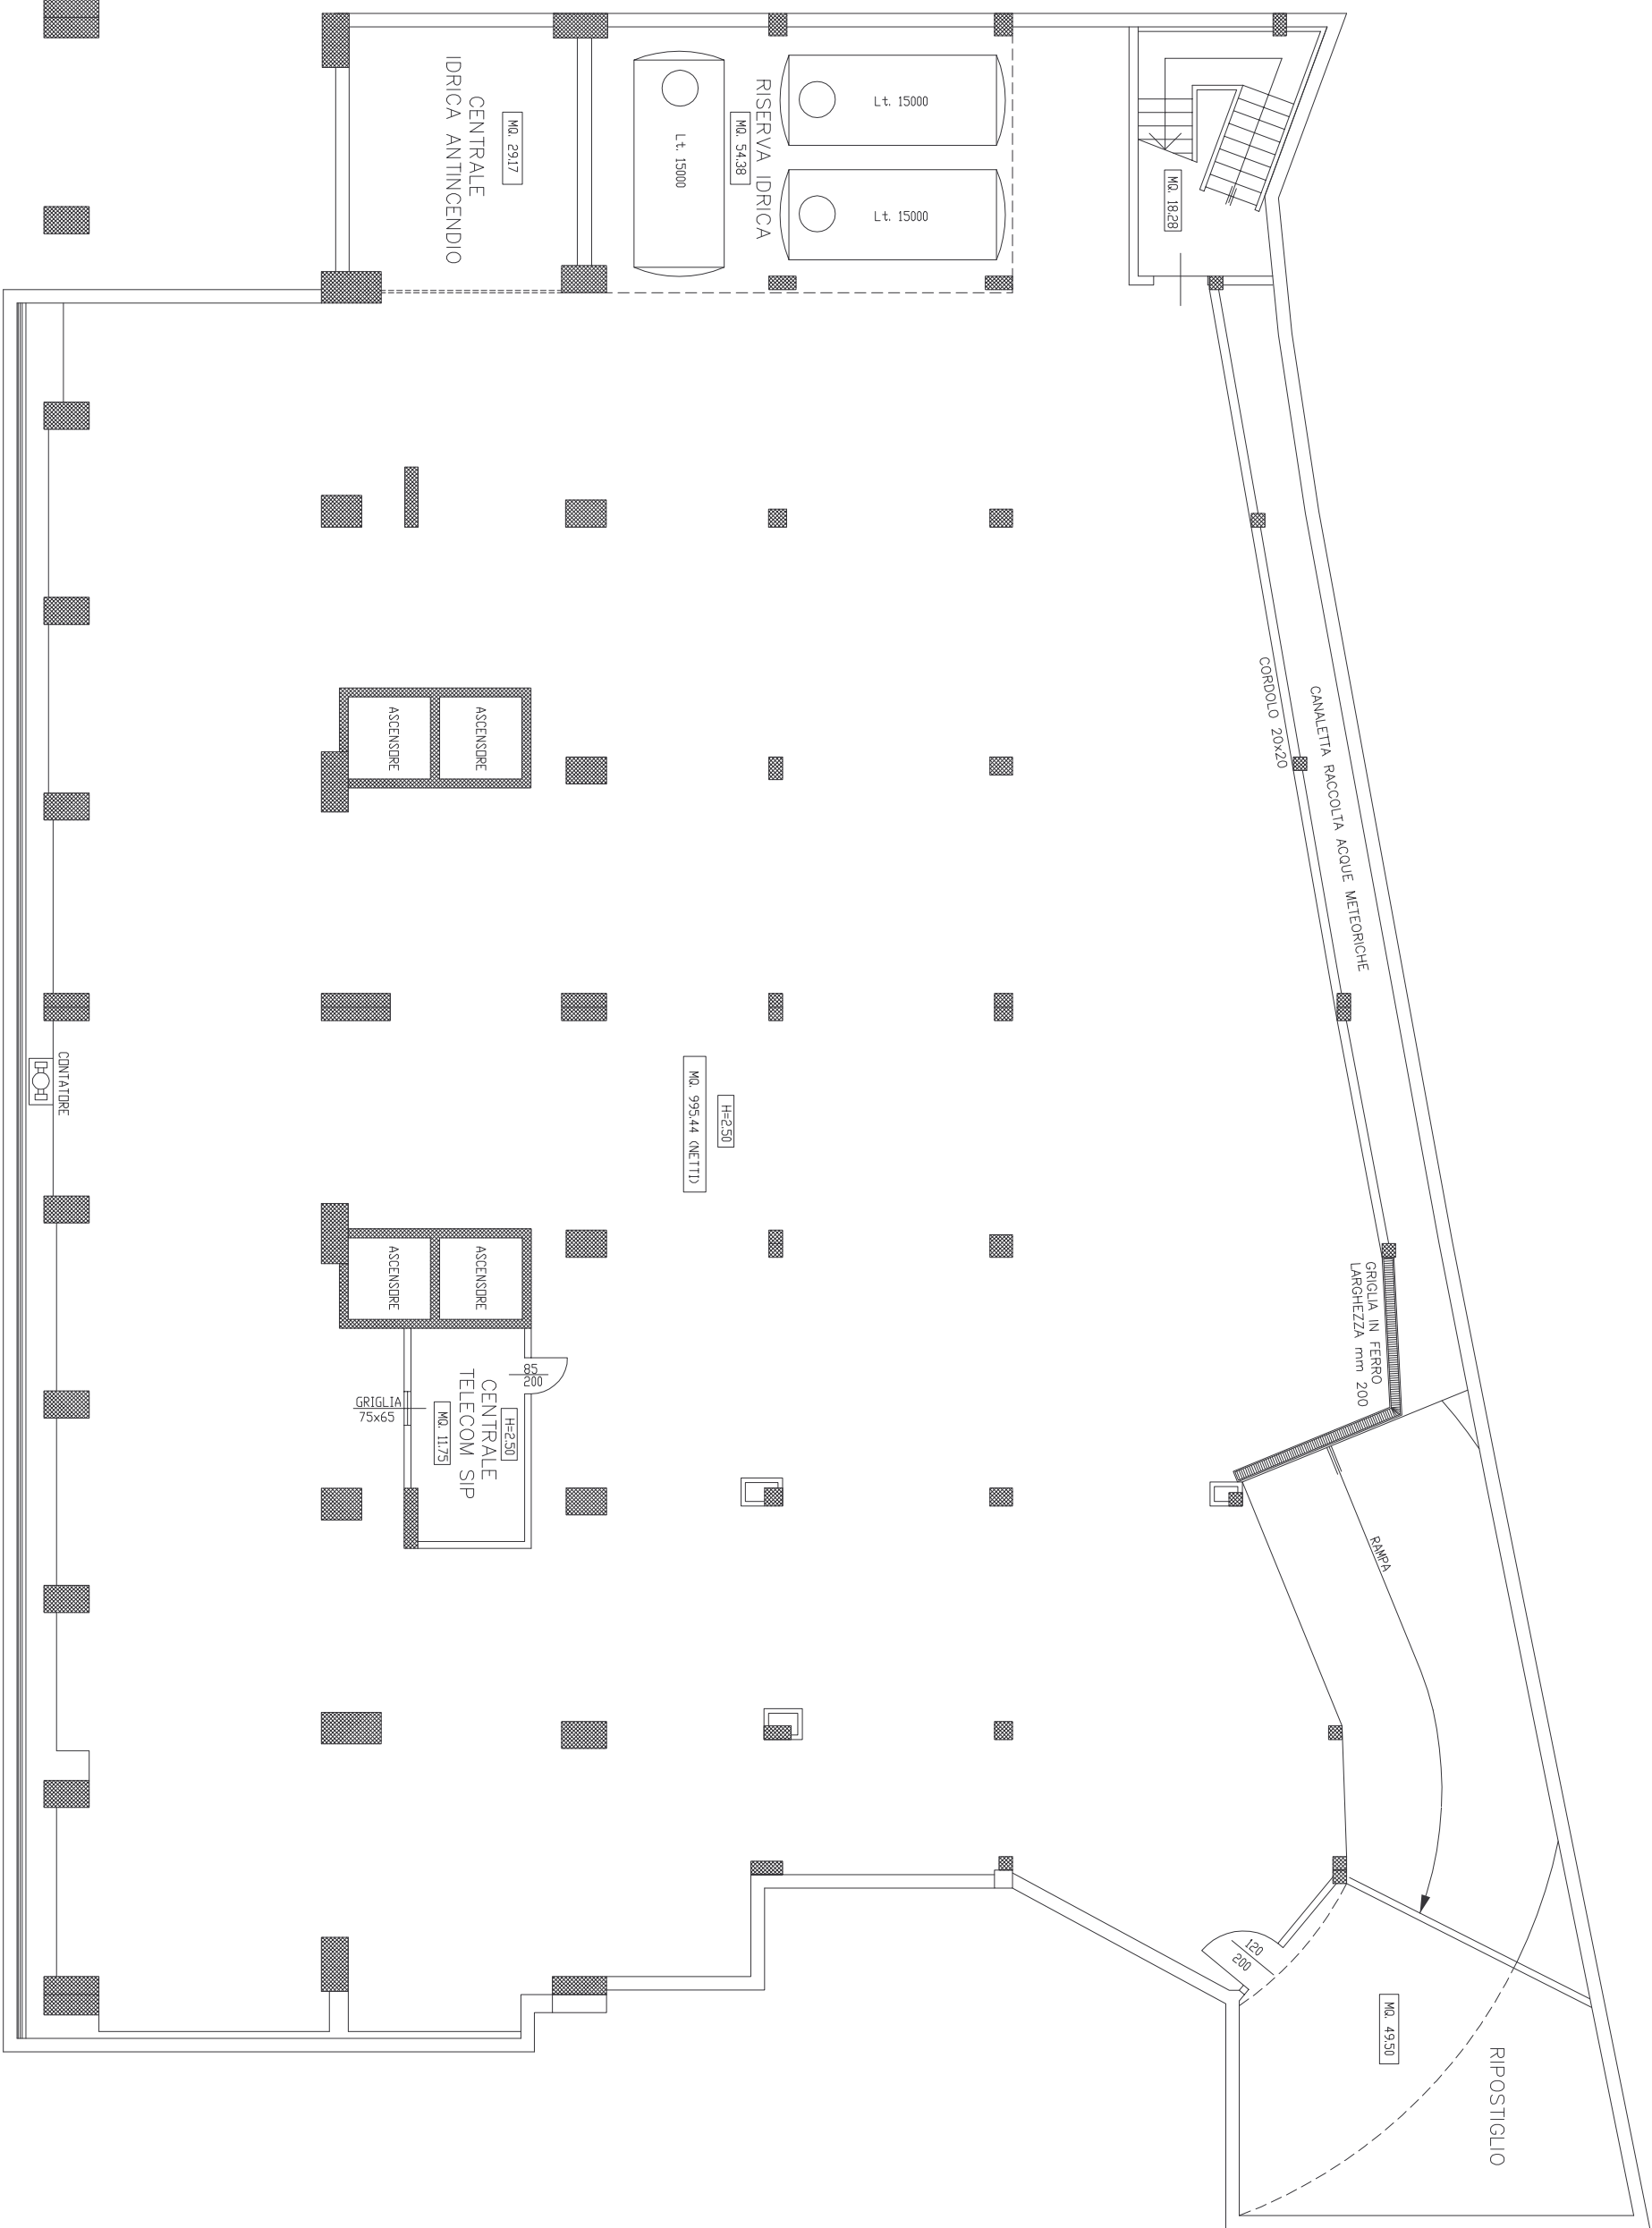 CENTRALE
IDRICA ANTINCENDIO
MQ. 29.17
Lt. 15000
RISERVA IDRICA
MQ. 54.38
Lt. 15000
Lt. 15000
MQ. 18.28
CORDOLO 20x20
CANALETTA RACCOLTA ACQUE METEORICHE
ASCENSORE
ASCENSORE
CONTATORE
H=2.50
MQ. 995.44 (NETTI)
ASCENSORE
ASCENSORE
GRIGLIA IN FERRO
LARGHEZZA mm 200
85
200
GRIGLIA
75x65
CENTRALE
TELECOM SIP
H=2.50
MQ. 11.75
RAMPA
120
200
MQ. 49.50
RIPOSTIGLIO